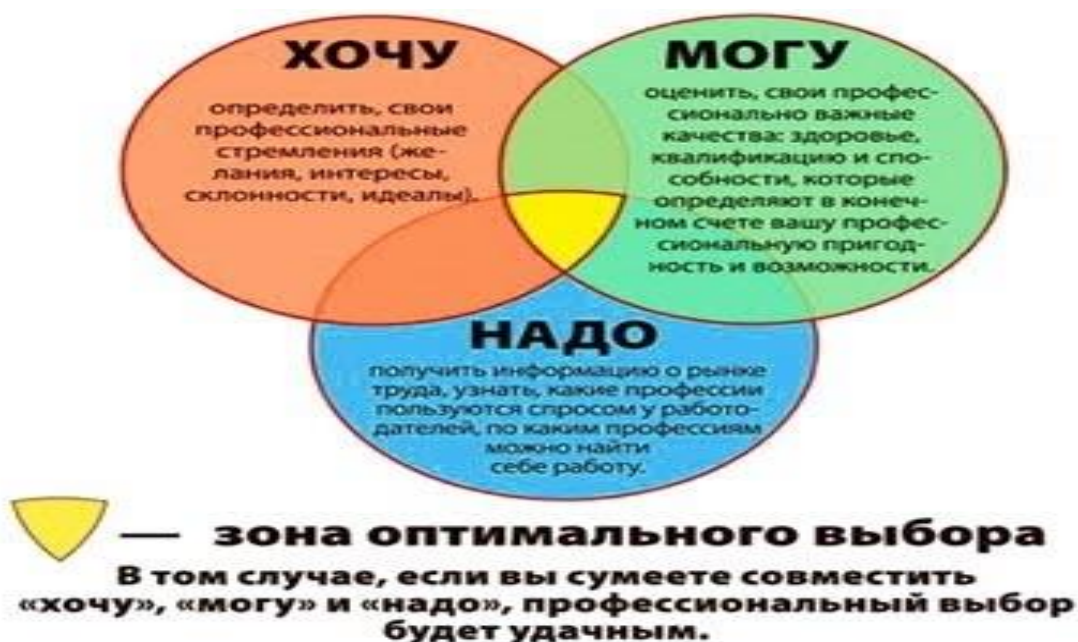 ХОЧУ
определить, свои
профессиональные
стремления (же-
лания, интересы,
склонности, идеалы).
МОГУ
оценить, свои профес-
сионально важные
качества: здоровье,
квалификацию и спо-
собности, которые
определяют в конеч-
ном счете вашу профес-
сиональную пригод-
ность и возможности.
НАДО
получить информацию о рынке
труда, узнать, какие профессии
пользуются спросом у работо-
дателей, по каким профессиям
можно найти
себе работу.
— зона оптимального выбора
В том случае, если вы сумеете совместить
«хочу», «могу» и «надо», профессиональный выбор
будет удачным.